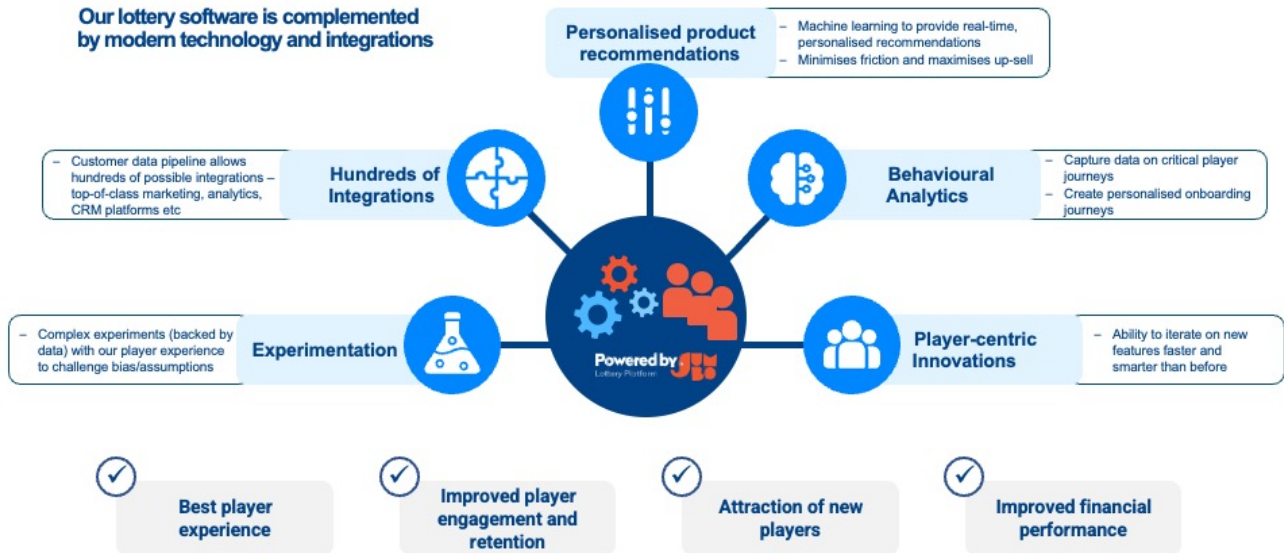 Our lottery software is complemented
by modern technology and integrations
Personalised product
recommendations
– Machine learning to provide real-time,
personalised recommendations
– Minimises friction and maximises up-sell
– Customer data pipeline allows
hundreds of possible integrations –
top-of-class marketing, analytics,
CRM platforms etc
Hundreds of
Integrations
Behavioural
Analytics
– Capture data on critical player
journeys
– Create personalised onboarding
journeys
– Complex experiments (backed by
data) with our player experience
to challenge bias/assumptions
Experimentation
Powered by JUMBO
Lottery Platform
Player-centric
Innovations
– Ability to iterate on new
features faster and
smarter than before
Best player
experience
Improved player
engagement and
retention
Attraction of new
players
Improved financial
performance